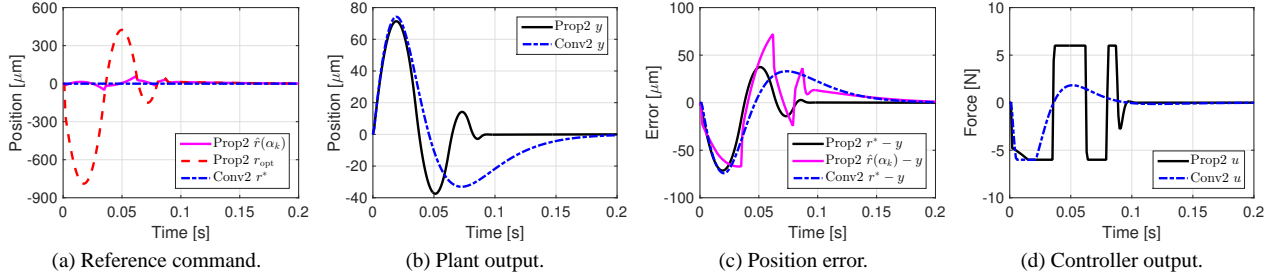 600
300
0
-300
-600
-900
Position [μm]
Prop2 r̂(αk)
Prop2 ropt
Conv2 r*
0
0.05
0.1
0.15
0.2
Time [s]
(a) Reference command.
80
60
40
20
0
-20
-40
Position [μm]
Prop2 y
Conv2 y
0
0.05
0.1
0.15
0.2
Time [s]
(b) Plant output.
100
50
0
-50
-100
Error [μm]
Prop2 r* − y
Prop2 r̂(αk) − y
Conv2 r* − y
0
0.05
0.1
0.15
0.2
Time [s]
(c) Position error.
10
5
0
-5
-10
Force [N]
Prop2 u
Conv2 u
0
0.05
0.1
0.15
0.2
Time [s]
(d) Controller output.